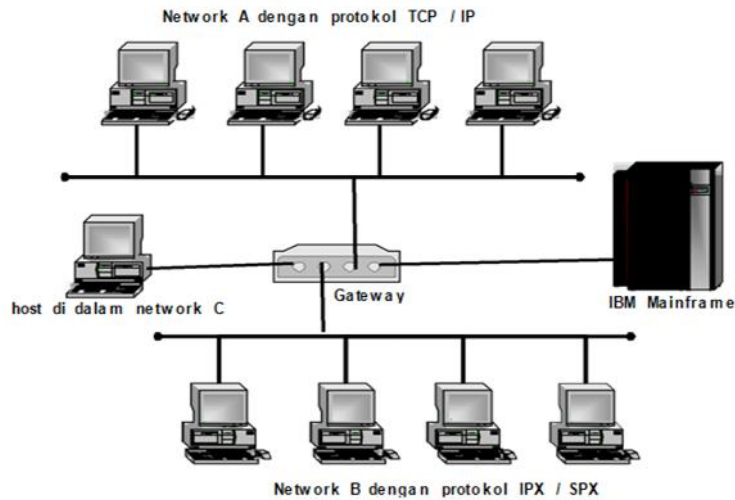 Network A dengan protokol TCP / IP
host di dalam network C
Gateway
IBM Mainframe
Network B dengan protokol IPX / SPX